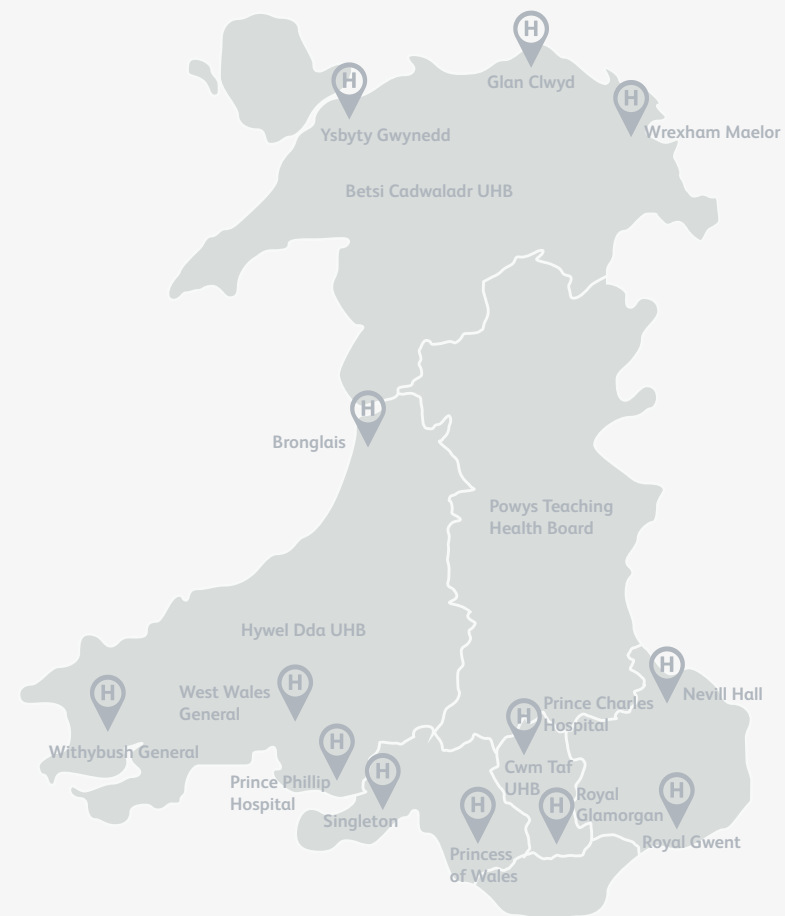 H
Glan Clwyd
H
Ysbyty Gwynedd
H
Wrexham Maelor
Betsi Cadwaladr UHB
H
Bronglais
Powys Teaching
Health Board
Hywel Dda UHB
H
Nevill Hall
H
West Wales
General
H
Withybush General
H
Prince Charles
Hospital
H
Prince Phillip
Hospital
H
Singleton
Cwm Taf
UHB
H
Royal
Glamorgan
H
Royal Gwent
H
Princess
of Wales